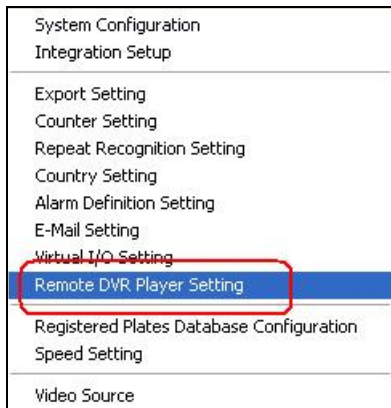 System Configuration
Integration Setup
Export Setting
Counter Setting
Repeat Recognition Setting
Country Setting
Alarm Definition Setting
E-Mail Setting
Virtual I/O Setting
Remote DVR Player Setting
Registered Plates Database Configuration
Speed Setting
Video Source